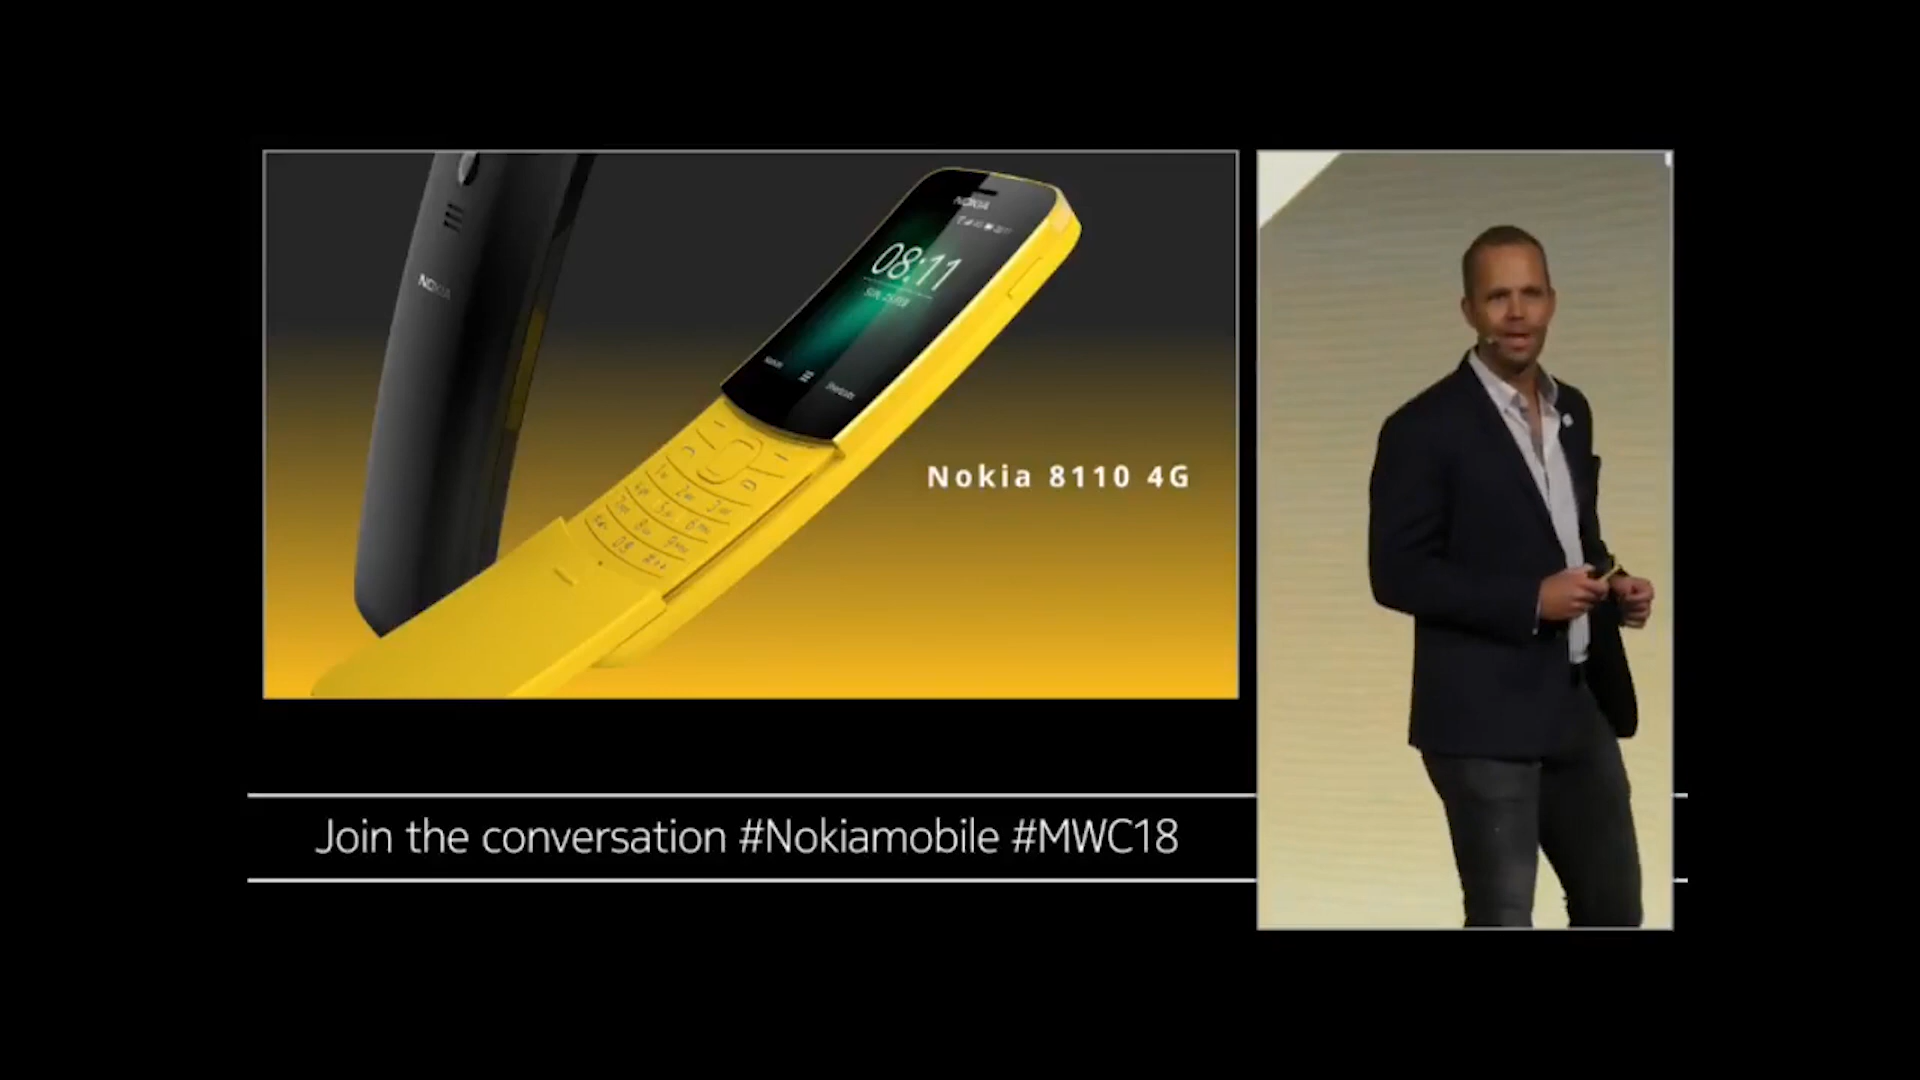 NOKIA
NOKIA
08:11
Nokia 8110 4G
Join the conversation #Nokiamobile #MWC18